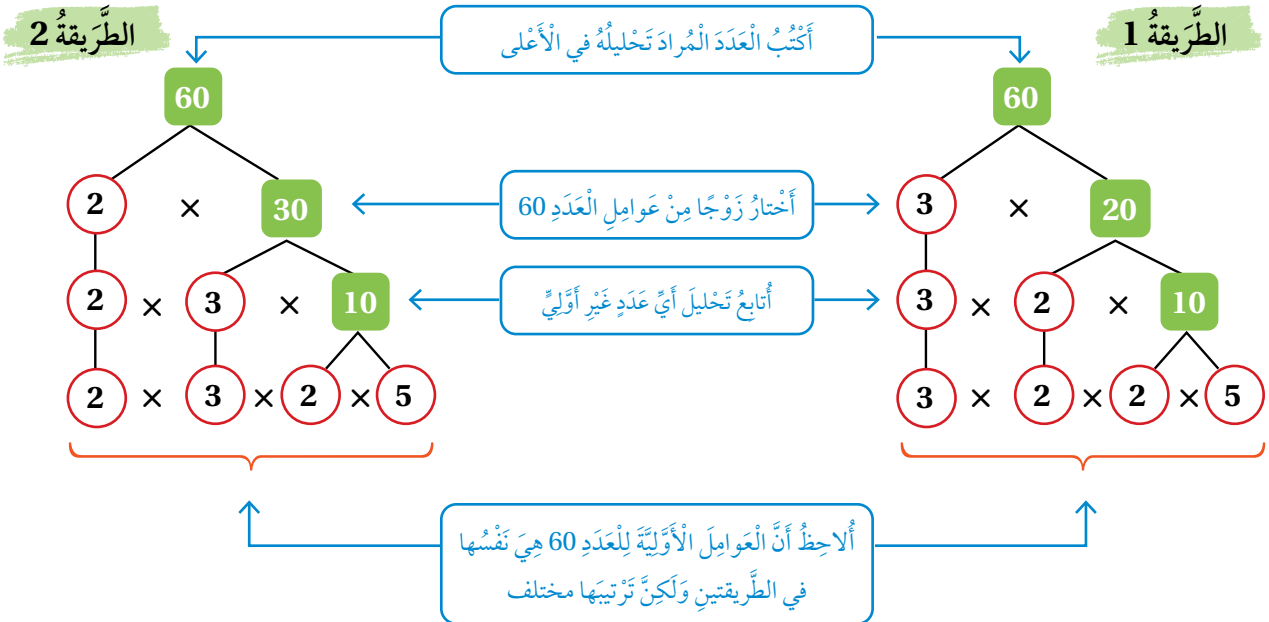 الطَّرَيقةُ 1
أَكْتُبُ الْعَدَدَ الْمُرادَ تَحْليلُهُ في الْأَعْلى
الطَّرَيقةُ 2
60
60
3 × 20
أَخْتارُ زَوْجًا مِنْ عَوامِلِ الْعَدَدِ 60
2 × 30
3 × 2 × 10
أُتابِعُ تَحْليلَ أَيِّ عَدَدٍ غَيْرِ أَوَّلِيٍّ
2 × 3 × 10
3 × 2 × 2 × 5
2 × 3 × 2 × 5
أُلاحِظُ أَنَّ الْعَوامِلَ الْأَوَّلِيَّةَ لِلْعَدَدِ 60 هِيَ نَفْسُها
في الطَّريقتينِ وَلَكِنَّ تَرْتيبَها مختلف